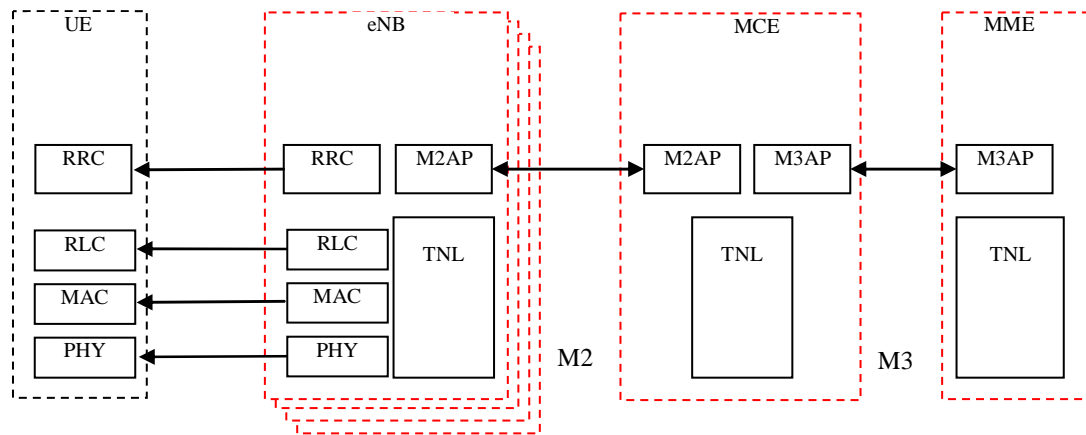 UE
eNB
MCE
MME
RRC
RRC
M2AP
M2AP
M3AP
M3AP
RLC
RLC
TNL
TNL
TNL
MAC
MAC
PHY
PHY
M2
M3